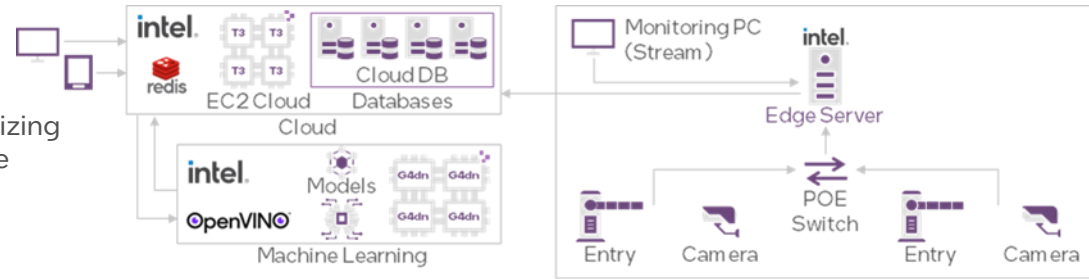 izing
e
intel.
T3 T3
T3 T3
redis
EC2 Cloud
Cloud DB
Databases
Cloud
intel.
OpenVINO
Models
G4dn G4dn
G4dn G4dn
Machine Learning
Monitoring PC
(Stream)
intel.
Edge Server
POE
Switch
Entry
Camera
Entry
Camera